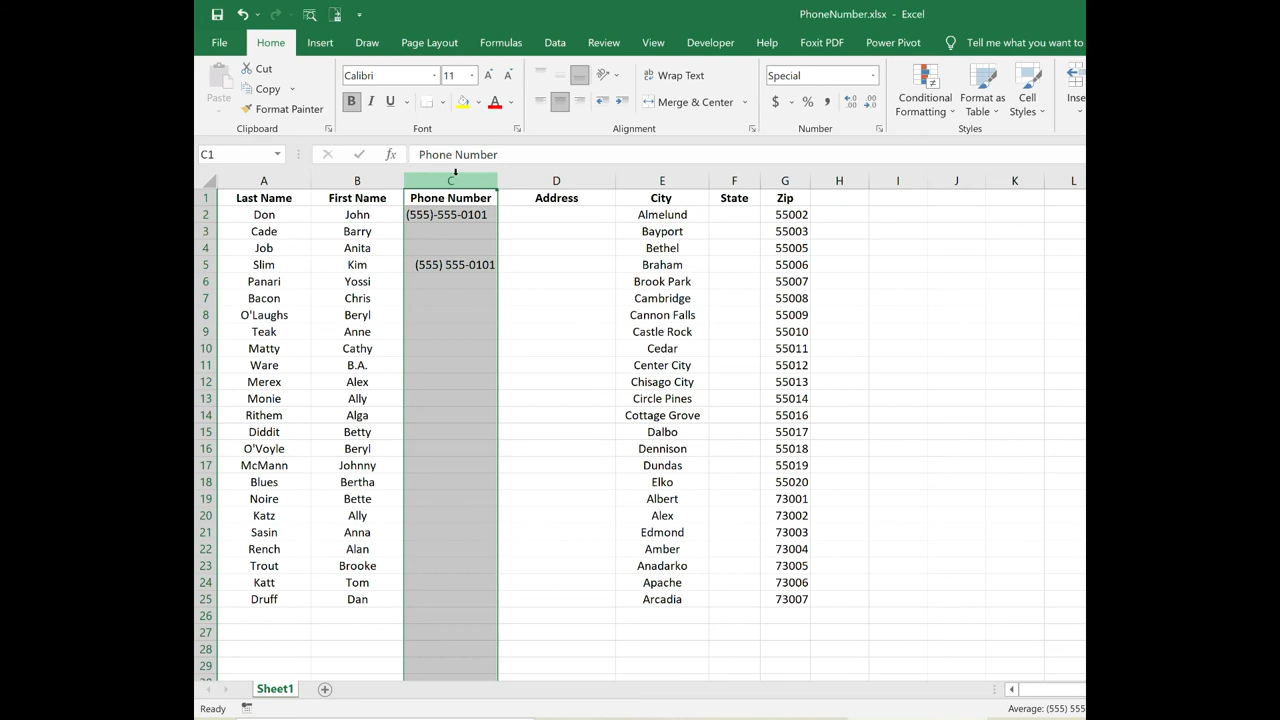 PhoneNumber.xlsx - Excel
File Home Insert Draw Page Layout Formulas Data Review View Developer Help Foxit PDF Power Pivot Tell me what you want to
Paste
Cut
Copy
Format Painter
Clipboard
Calibri 11
B I U
Font
Wrap Text
Merge & Center
Alignment
Special
$ % ,
Number
Conditional Formatting
Format as Table
Cell Styles
Styles
Inse
C1 fx Phone Number
A B C D E F G H I J K L
1 Last Name First Name Phone Number Address City State Zip
2 Don John (555)-555-0101 Almelund 55002
3 Cade Barry Bayport 55003
4 Job Anita Bethel 55005
5 Slim Kim (555) 555-0101 Braham 55006
6 Panari Yossi Brook Park 55007
7 Bacon Chris Cambridge 55008
8 O'Laughs Beryl Cannon Falls 55009
9 Teak Anne Castle Rock 55010
10 Matty Cathy Cedar 55011
11 Ware B.A. Center City 55012
12 Merex Alex Chisago City 55013
13 Monie Ally Circle Pines 55014
14 Rithem Alga Cottage Grove 55016
15 Diddit Betty Dalbo 55017
16 O'Voyle Beryl Dennison 55018
17 McMann Johnny Dundas 55019
18 Blues Bertha Elko 55020
19 Noire Bette Albert 73001
20 Katz Ally Alex 73002
21 Sasin Anna Edmond 73003
22 Rench Alan Amber 73004
23 Trout Brooke Anadarko 73005
24 Katt Tom Apache 73006
25 Druff Dan Arcadia 73007
26
27
28
29
Sheet1
Ready Average: (555) 555